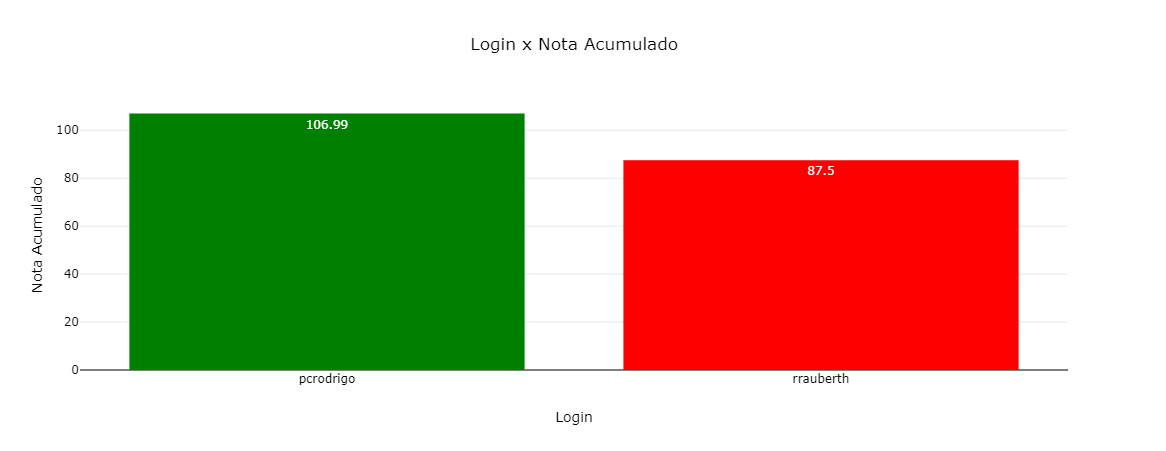 Login x Nota Acumulado
Nota Acumulado
100
80
60
40
20
0
106.99
87.5
pcrodrigo
rrauberth
Login